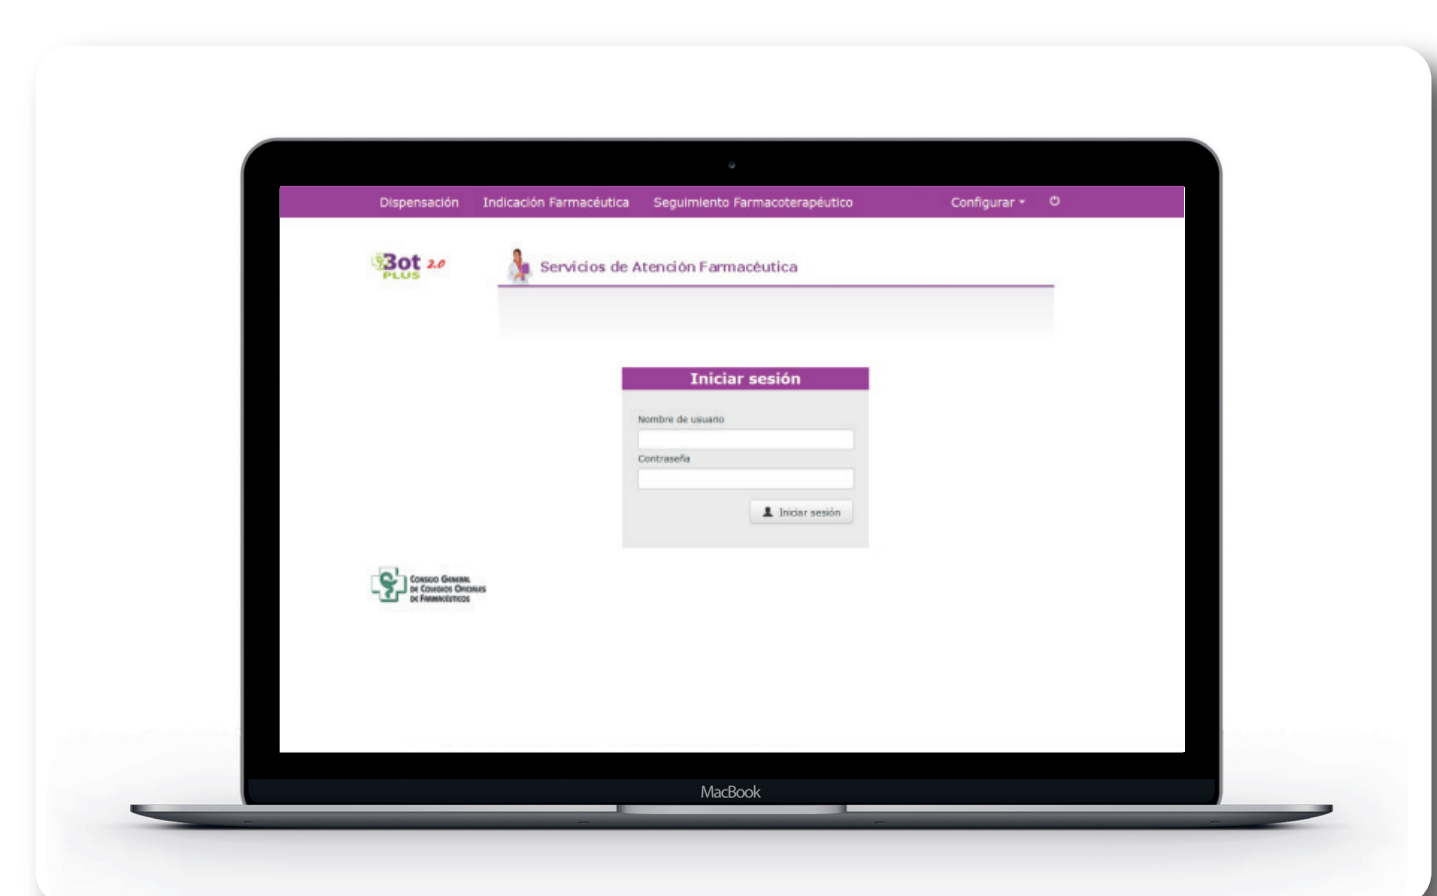 Dispensación Indicación Farmacéutica Seguimiento Farmacoterapéutico Configurar
Bot 2.0
PLUS
Servicios de Atención Farmacéutica
Iniciar sesión
Nombre de usuario
Contraseña
Iniciar sesión
Consejo General
de Colegios Oficiales
de Farmacéuticos
MacBook